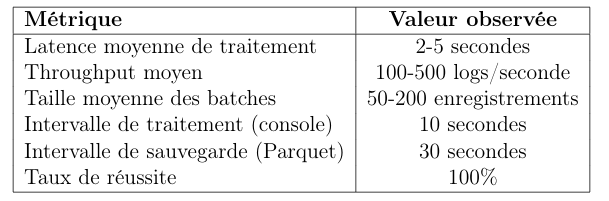 Métrique Valeur observée
Latence moyenne de traitement 2-5 secondes
Throughput moyen 100-500 logs/seconde
Taille moyenne des batches 50-200 enregistrements
Intervalle de traitement (console) 10 secondes
Intervalle de sauvegarde (Parquet) 30 secondes
Taux de réussite 100%